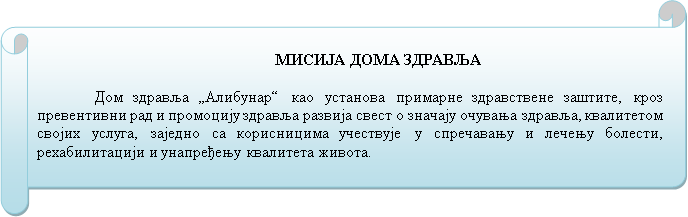 МИСИЈА ДОМА ЗДРАВЉА
Дом здравља „Алибунар“ као установа примарне здравствене заштите, кроз
превентивни рад и промоцију здравља развија свест о значају очувања здравља, квалитетом
својих услуга, заједно са корисницима учествује у спречавању и лечењу болести,
рехабилитацији и унапређењу квалитета живота.